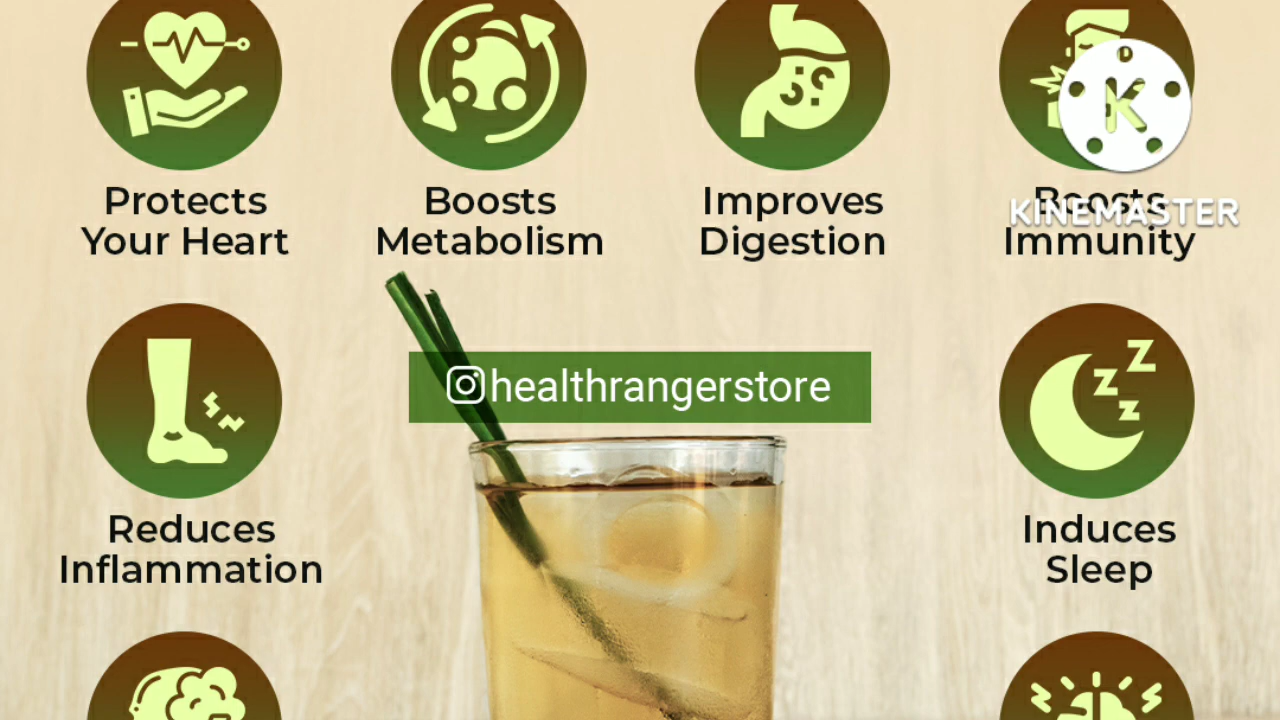 Protects
Your Heart
Boosts
Metabolism
Improves
Digestion
Boosts
Immunity
KINEMASTER
healthrangerstore
Reduces
Inflammation
Induces
Sleep